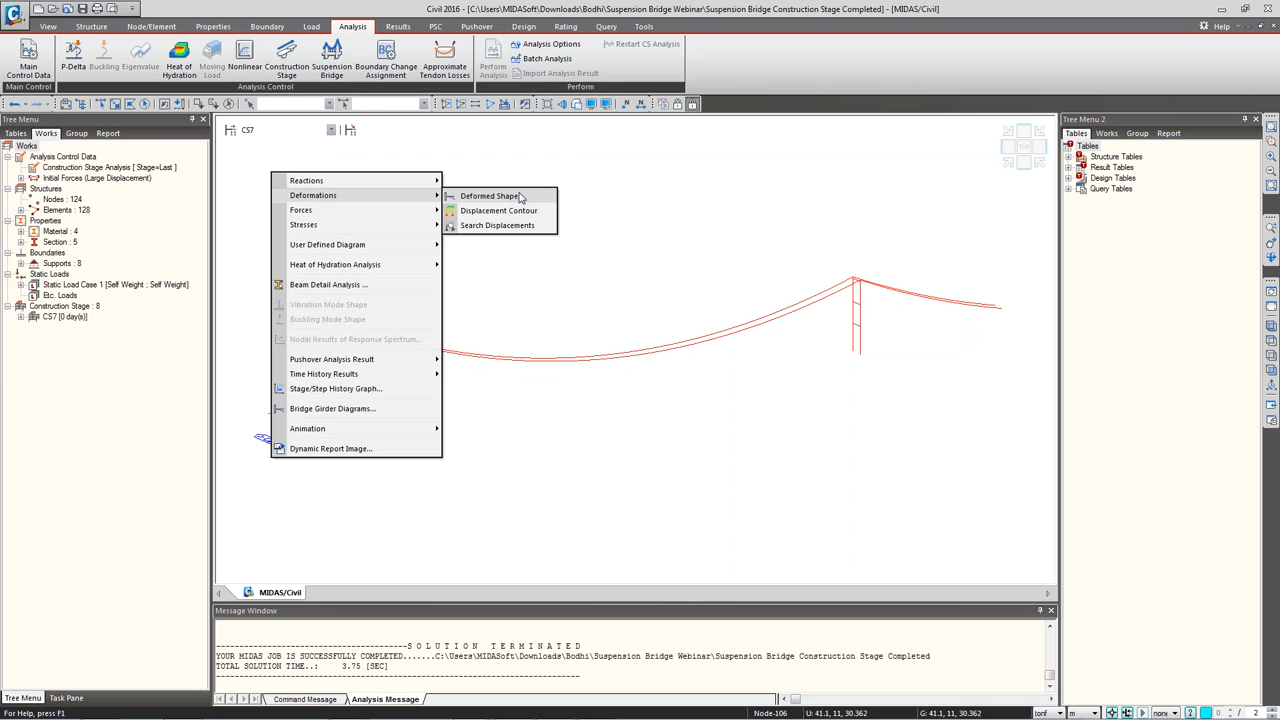 Civil 2016 - [C:\Users\MIDASoft\Downloads\Bodhi\Suspension Bridge Webinar\Suspension Bridge Construction Stage Completed] - [MIDAS/Civil]
View Structure Node/Element Properties Boundary Load Analysis Results PSC Pushover Design Rating Query Tools Help
Main Control Data
P-Delta
Buckling
Eigenvalue
Heat of Hydration
Moving Load
Nonlinear
Construction Stage
Suspension Bridge
Boundary Change Assignment
Approximate Tendon Losses
Perform Analysis
Analysis Options
Batch Analysis
Import Analysis Result
Restart CS Analysis
Main Control Analysis Control Perform
Tree Menu
Tables Works Group Report
Works
Analysis Control Data
Construction Stage Analysis [ Stage=Last ]
Initial Forces (Large Displacement)
Structures
Nodes : 124
Elements : 128
Properties
Material : 4
Section : 5
Boundaries
Supports : 8
Static Loads
Static Load Case 1 [Self Weight ; Self Weight]
Etc. Loads
Construction Stage : 8
CS7 [0 day(s)]
CS7
TOP
Reactions
Deformations
Forces
Stresses
User Defined Diagram
Heat of Hydration Analysis
Beam Detail Analysis ...
Vibration Mode Shape
Buckling Mode Shape
Nodal Results of Response Spectrum...
Pushover Analysis Result
Time History Results
Stage/Step History Graph...
Bridge Girder Diagrams...
Animation
Dynamic Report Image...
Deformed Shape
Displacement Contour
Search Displacements
Tree Menu 2
Tables Works Group Report
Tables
Structure Tables
Result Tables
Design Tables
Query Tables
MIDAS/Civil
Message Window
S O L U T I O N T E R M I N A T E D
YOUR MIDAS JOB IS SUCCESSFULLY COMPLETED.......C:\Users\MIDASoft\Downloads\Bodhi\Suspension Bridge Webinar\Suspension Bridge Construction Stage Completed
TOTAL SOLUTION TIME..: 3.75 [SEC]
Command Message Analysis Message
Tree Menu Task Pane
For Help, press F1
Node-106 U: 41.1, 11, 30.362 G: 41.1, 11, 30.362 tonf m none 0 / 2